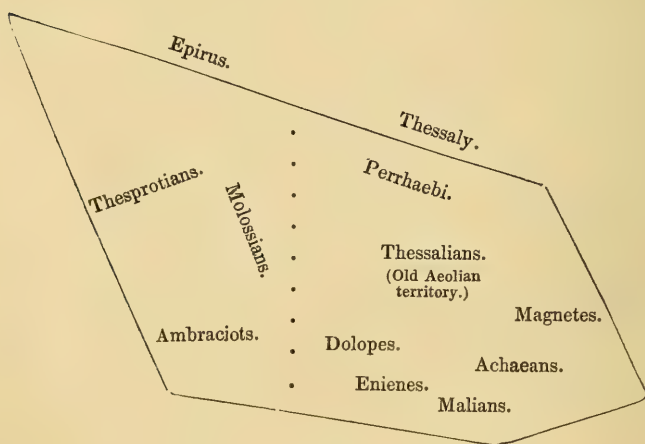 Epirus.
Thessaly.
Perrhaebi.
Thesprotians.
Molossians.
Thessalians.
(Old Aeolian
territory.)
Magnetes.
Ambraciots.
Dolopes.
Achaeans.
Enienes.
Malians.